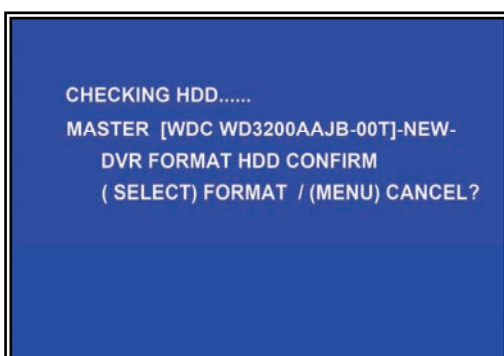 CHECKING HDD......
MASTER [WDC WD3200AAJB-00T]-NEW-
DVR FORMAT HDD CONFIRM
( SELECT) FORMAT / (MENU) CANCEL?